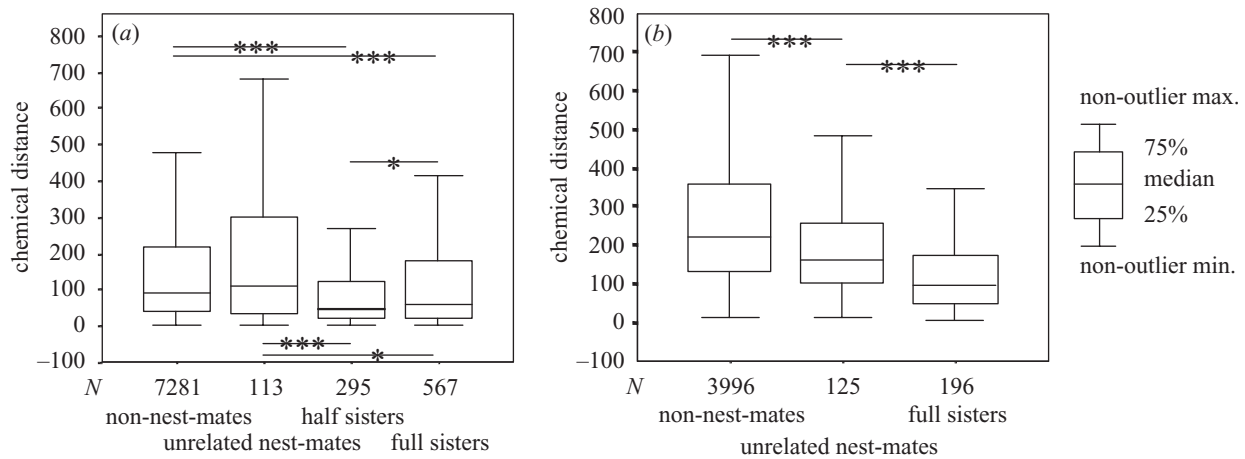 (a)
chemical distance
800
700
600
500
400
300
200
100
0
–100
***
***
*
***
*
N 7281 113 295 567
non-nest-mates half sisters
unrelated nest-mates full sisters
(b)
chemical distance
800
700
600
500
400
300
200
100
0
–100
***
***
N 3996 125 196
non-nest-mates full sisters
unrelated nest-mates
non-outlier max.
75%
median
25%
non-outlier min.